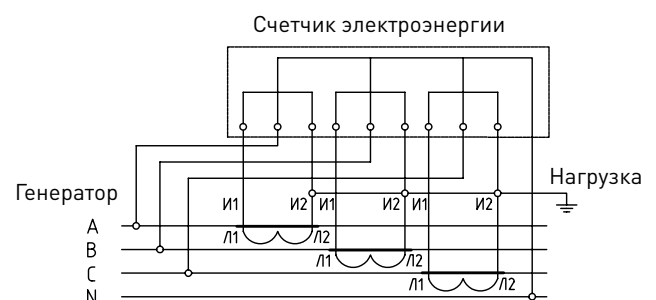 Счетчик электроэнергии
Генератор
Нагрузка
И1 И2 И1 И2 И1 И2
A
Л1 Л2
B
Л1 Л2
C
Л1 Л2
N